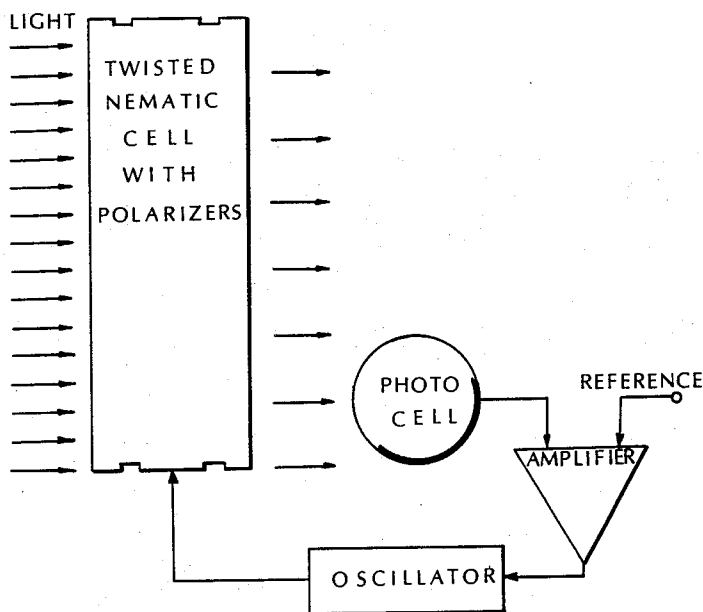 LIGHT
TWISTED
NEMATIC
CELL
WITH
POLARIZERS
PHOTO
CELL
REFERENCE
AMPLIFIER
OSCILLATOR